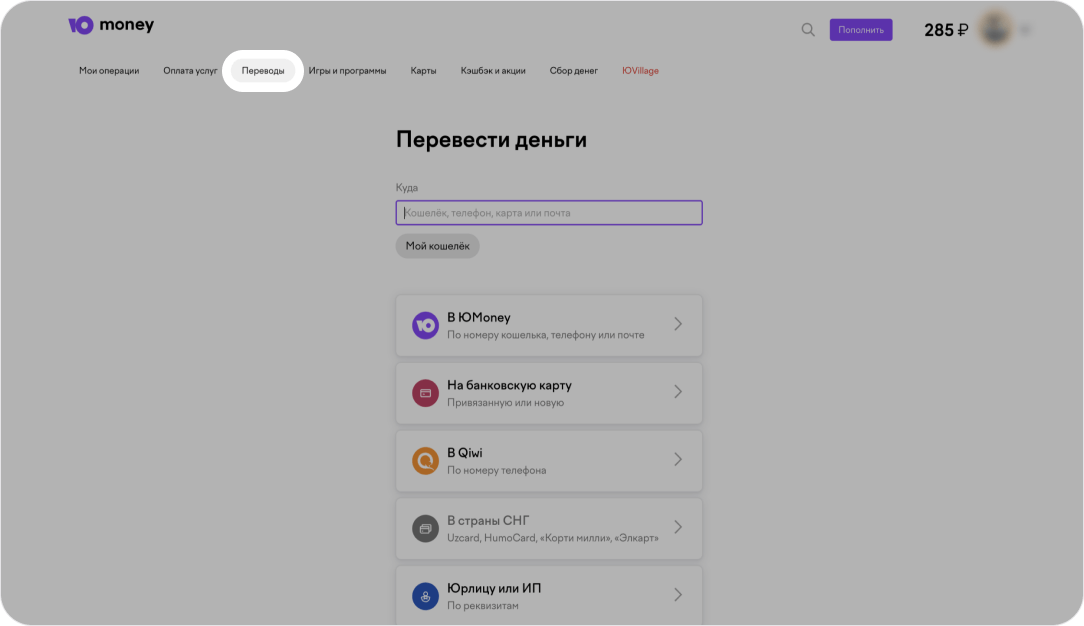 Ю money
Пополнить
285 ₽
Мои операции Оплата услуг Переводы Игры и программы Карты Кэшбэк и акции Сбор денег ЮVillage
Перевести деньги
Куда
Кошелёк, телефон, карта или почта
Мой кошелёк
В ЮMoney
По номеру кошелька, телефону или почте
На банковскую карту
Привязанную или новую
В Qiwi
По номеру телефона
В страны СНГ
Uzcard, HumoCard, «Корти милли», «Элкарт»
Юрлицу или ИП
По реквизитам